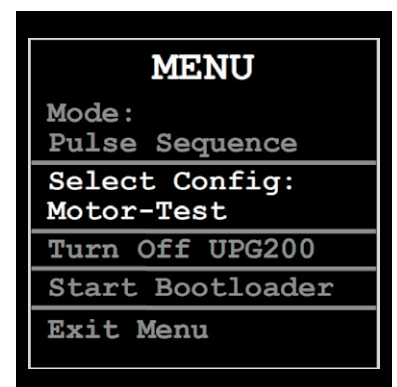 MENU
Mode:
Pulse Sequence
Select Config:
Motor-Test
Turn Off UPG200
Start Bootloader
Exit Menu